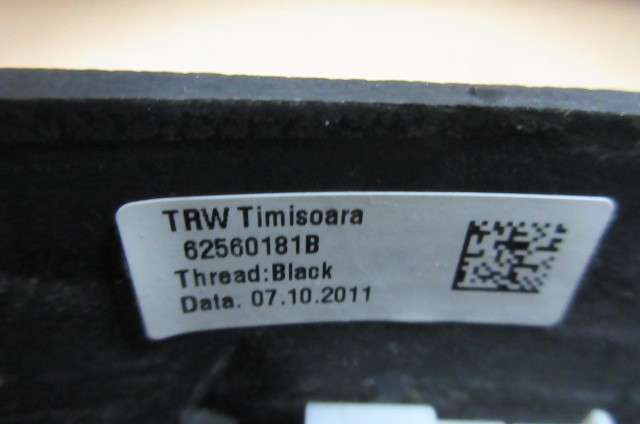 TRW Timisoara
62560181B
Thread:Black
Data. 07.10.2011